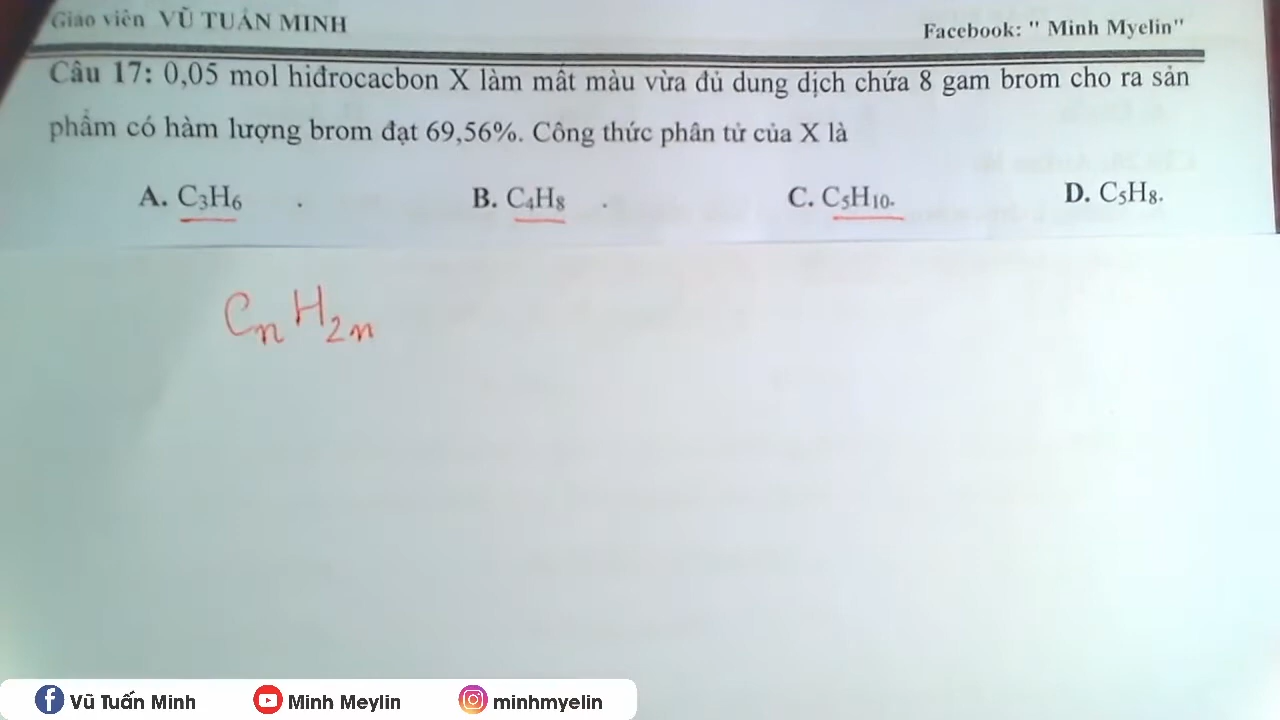 Giáo viên VŨ TUẤN MINH
Facebook: " Minh Myelin"
Câu 17: 0,05 mol hiđrocacbon X làm mất màu vừa đủ dung dịch chứa 8 gam brom cho ra sản
phẩm có hàm lượng brom đạt 69,56%. Công thức phân tử của X là
A. C₃H₆ . B. C₄H₈ . C. C₅H₁₀. D. C₅H₈.
CₙH₂ₙ
Vũ Tuấn Minh Minh Meylin minhmyelin